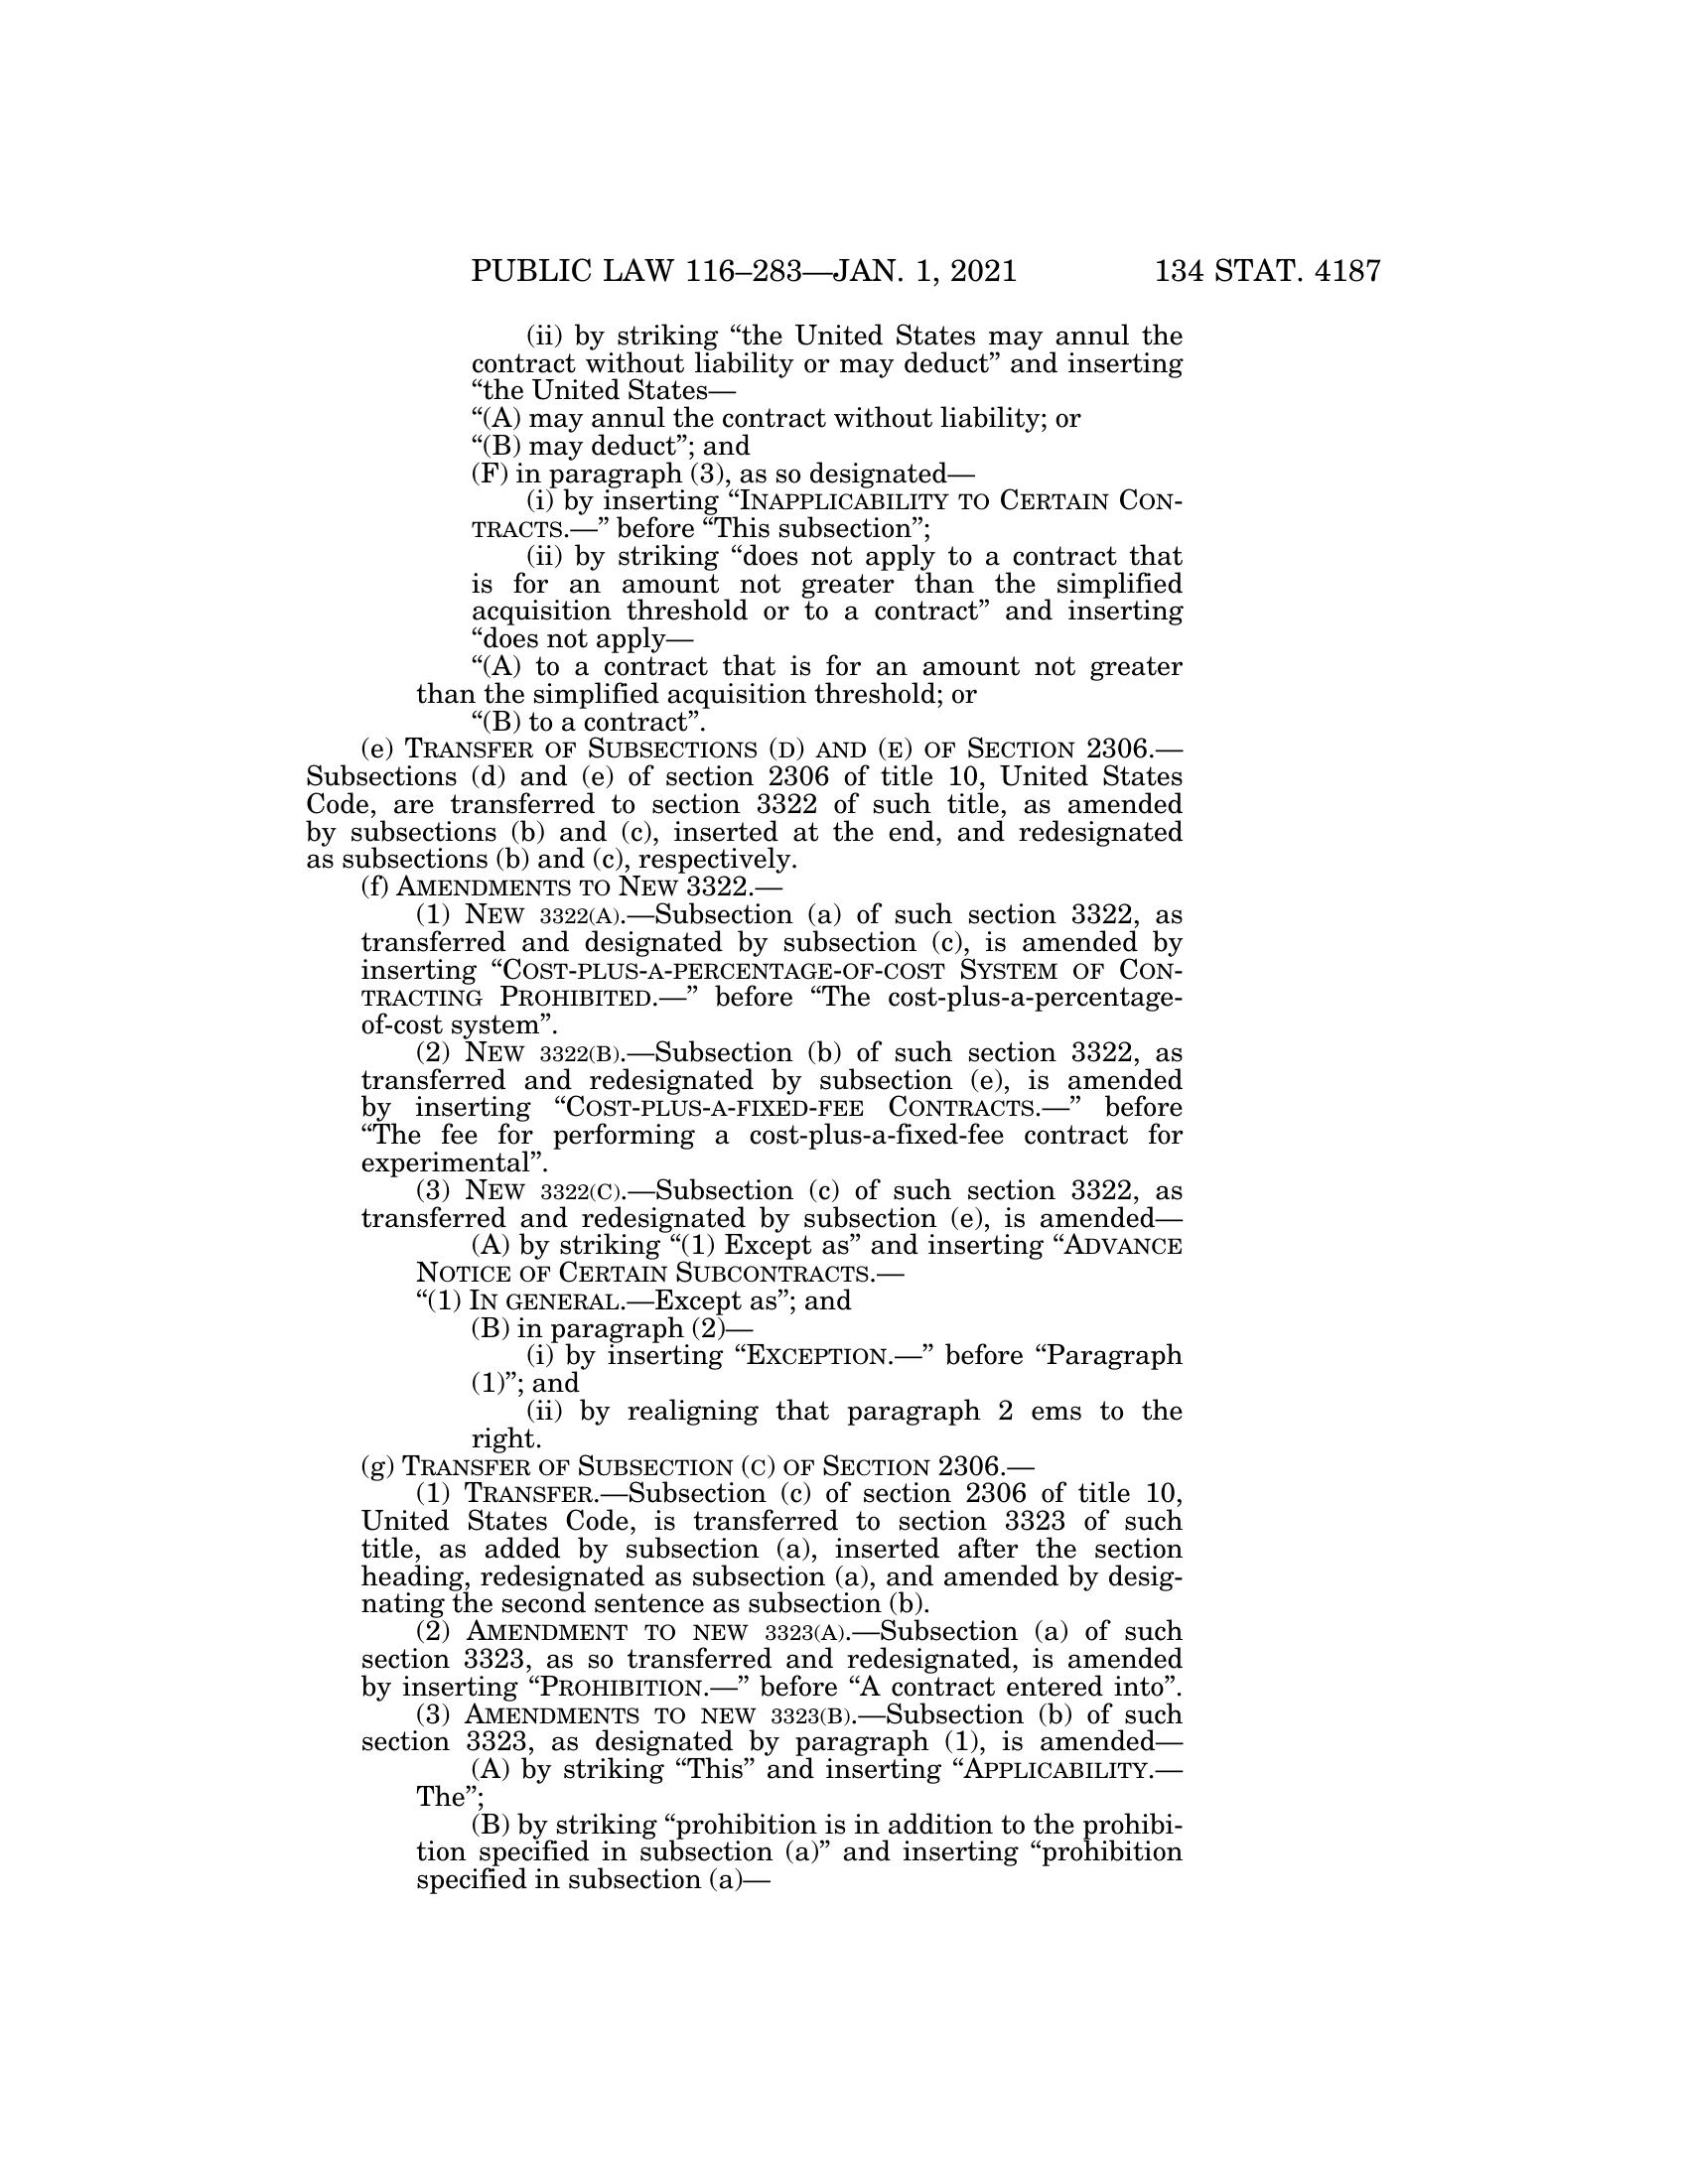 PUBLIC LAW 116–283—JAN. 1, 2021 134 STAT. 4187
(ii) by striking “the United States may annul the
contract without liability or may deduct” and inserting
“the United States—
“(A) may annul the contract without liability; or
“(B) may deduct”; and
(F) in paragraph (3), as so designated—
(i) by inserting “INAPPLICABILITY TO CERTAIN CON-
TRACTS.—” before “This subsection”;
(ii) by striking “does not apply to a contract that
is for an amount not greater than the simplified
acquisition threshold or to a contract” and inserting
“does not apply—
“(A) to a contract that is for an amount not greater
than the simplified acquisition threshold; or
“(B) to a contract”.
(e) TRANSFER OF SUBSECTIONS (D) AND (E) OF SECTION 2306.—
Subsections (d) and (e) of section 2306 of title 10, United States
Code, are transferred to section 3322 of such title, as amended
by subsections (b) and (c), inserted at the end, and redesignated
as subsections (b) and (c), respectively.
(f) AMENDMENTS TO NEW 3322.—
(1) NEW 3322(A).—Subsection (a) of such section 3322, as
transferred and designated by subsection (c), is amended by
inserting “COST-PLUS-A-PERCENTAGE-OF-COST SYSTEM OF CON-
TRACTING PROHIBITED.—” before “The cost-plus-a-percentage-
of-cost system”.
(2) NEW 3322(B).—Subsection (b) of such section 3322, as
transferred and redesignated by subsection (e), is amended
by inserting “COST-PLUS-A-FIXED-FEE CONTRACTS.—” before
“The fee for performing a cost-plus-a-fixed-fee contract for
experimental”.
(3) NEW 3322(C).—Subsection (c) of such section 3322, as
transferred and redesignated by subsection (e), is amended—
(A) by striking “(1) Except as” and inserting “ADVANCE
NOTICE OF CERTAIN SUBCONTRACTS.—
“(1) IN GENERAL.—Except as”; and
(B) in paragraph (2)—
(i) by inserting “EXCEPTION.—” before “Paragraph
(1)”; and
(ii) by realigning that paragraph 2 ems to the
right.
(g) TRANSFER OF SUBSECTION (C) OF SECTION 2306.—
(1) TRANSFER.—Subsection (c) of section 2306 of title 10,
United States Code, is transferred to section 3323 of such
title, as added by subsection (a), inserted after the section
heading, redesignated as subsection (a), and amended by desig-
nating the second sentence as subsection (b).
(2) AMENDMENT TO NEW 3323(A).—Subsection (a) of such
section 3323, as so transferred and redesignated, is amended
by inserting “PROHIBITION.—” before “A contract entered into”.
(3) AMENDMENTS TO NEW 3323(B).—Subsection (b) of such
section 3323, as designated by paragraph (1), is amended—
(A) by striking “This” and inserting “APPLICABILITY.—
The”;
(B) by striking “prohibition is in addition to the prohibi-
tion specified in subsection (a)” and inserting “prohibition
specified in subsection (a)—